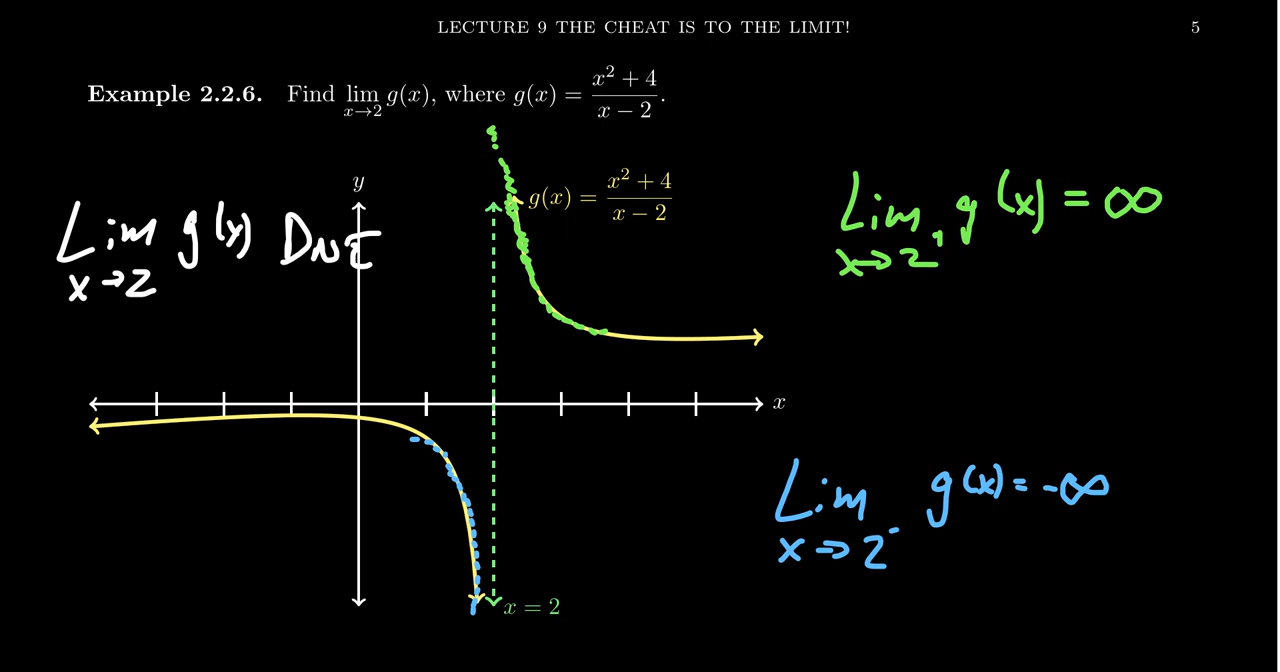 LECTURE 9 THE CHEAT IS TO THE LIMIT!
5
Example 2.2.6. Find lim x→2 g(x), where g(x) = (x² + 4)/(x − 2).
y
g(x) = (x² + 4)/(x − 2)
Lim x→2⁺ g(x) = ∞
Lim x→2 g(x) DNE
x
Lim x→2⁻ g(x) = -∞
x = 2